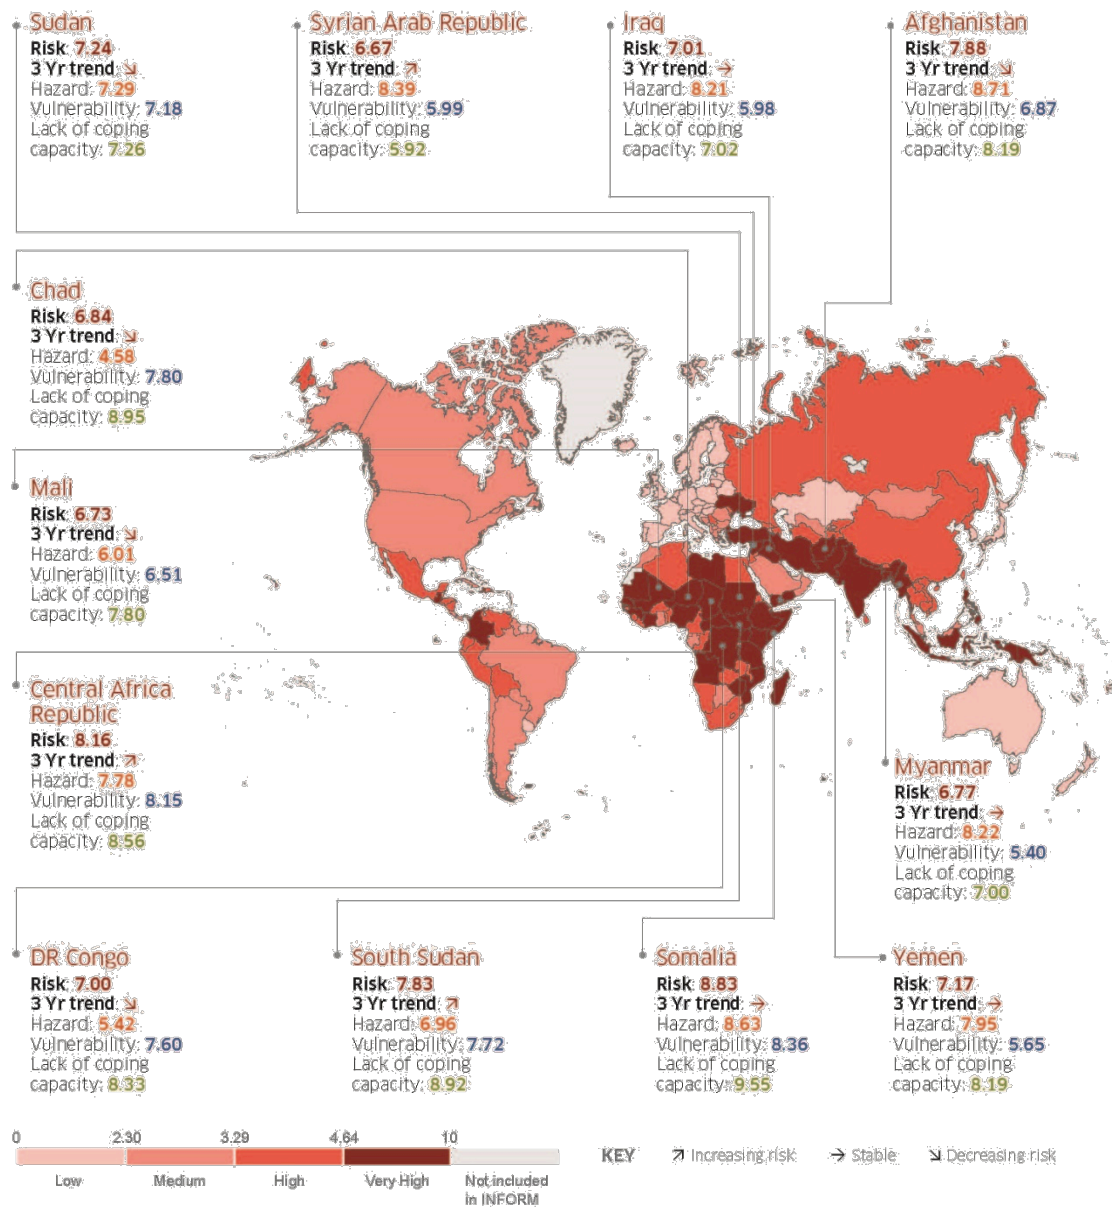 Sudan
Risk: 7.24
3 Yr trend: ↘
Hazard: 7.29
Vulnerability: 7.18
Lack of coping
capacity: 7.26
Syrian Arab Republic
Risk: 6.67
3 Yr trend: ↗
Hazard: 8.39
Vulnerability: 5.99
Lack of coping
capacity: 5.92
Iraq
Risk: 7.01
3 Yr trend: →
Hazard: 8.21
Vulnerability: 5.98
Lack of coping
capacity: 7.02
Afghanistan
Risk: 7.88
3 Yr trend: ↘
Hazard: 8.71
Vulnerability: 6.87
Lack of coping
capacity: 8.19
Chad
Risk: 6.84
3 Yr trend: ↘
Hazard: 4.58
Vulnerability: 7.80
Lack of coping
capacity: 8.95
Mali
Risk: 6.73
3 Yr trend: ↘
Hazard: 6.01
Vulnerability: 6.51
Lack of coping
capacity: 7.80
Central Africa
Republic
Risk: 8.16
3 Yr trend: ↗
Hazard: 7.78
Vulnerability: 8.15
Lack of coping
capacity: 8.56
Myanmar
Risk: 6.77
3 Yr trend: →
Hazard: 8.22
Vulnerability: 5.40
Lack of coping
capacity: 7.00
DR Congo
Risk: 7.00
3 Yr trend: ↘
Hazard: 5.42
Vulnerability: 7.60
Lack of coping
capacity: 8.33
South Sudan
Risk: 7.83
3 Yr trend: ↗
Hazard: 6.96
Vulnerability: 7.72
Lack of coping
capacity: 8.92
Somalia
Risk: 8.83
3 Yr trend: →
Hazard: 8.63
Vulnerability: 8.36
Lack of coping
capacity: 9.55
Yemen
Risk: 7.17
3 Yr trend: →
Hazard: 7.95
Vulnerability: 5.65
Lack of coping
capacity: 8.19
0 2.30 3.29 4.64 10
Low Medium High Very High Not included
in INFORM
KEY ↗ Increasing risk → Stable ↘ Decreasing risk